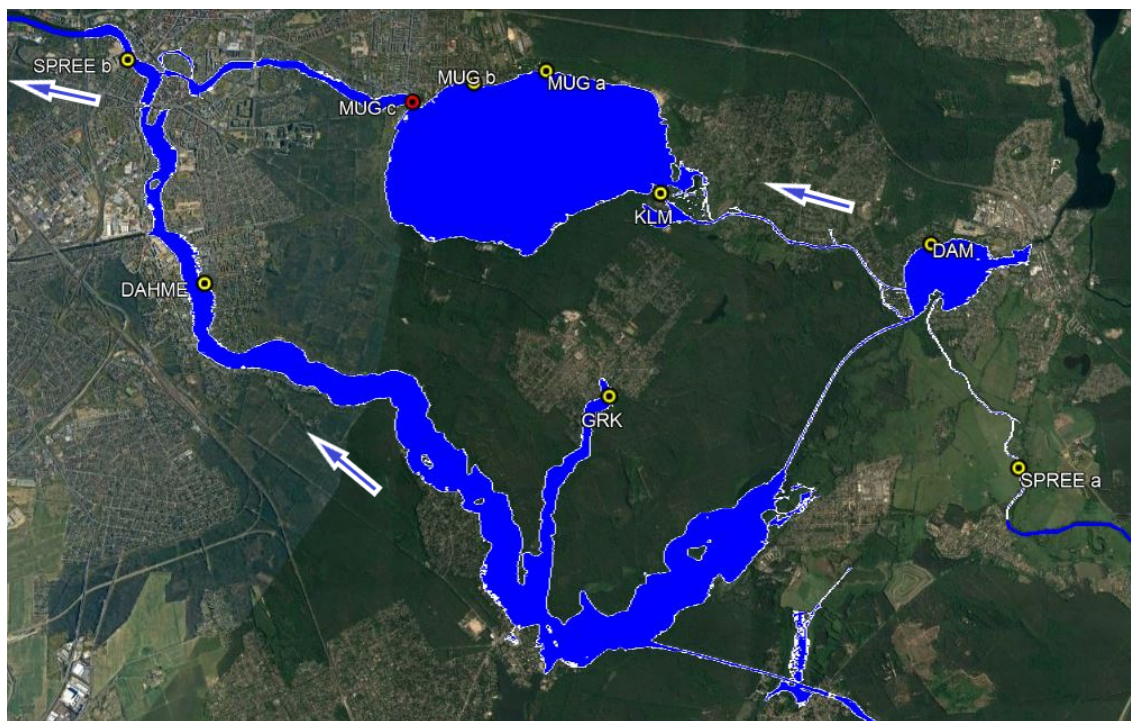 SPREE b
MUG b
MUG a
MUG c
KLM
DAM
DAHME
GRK
SPREE a